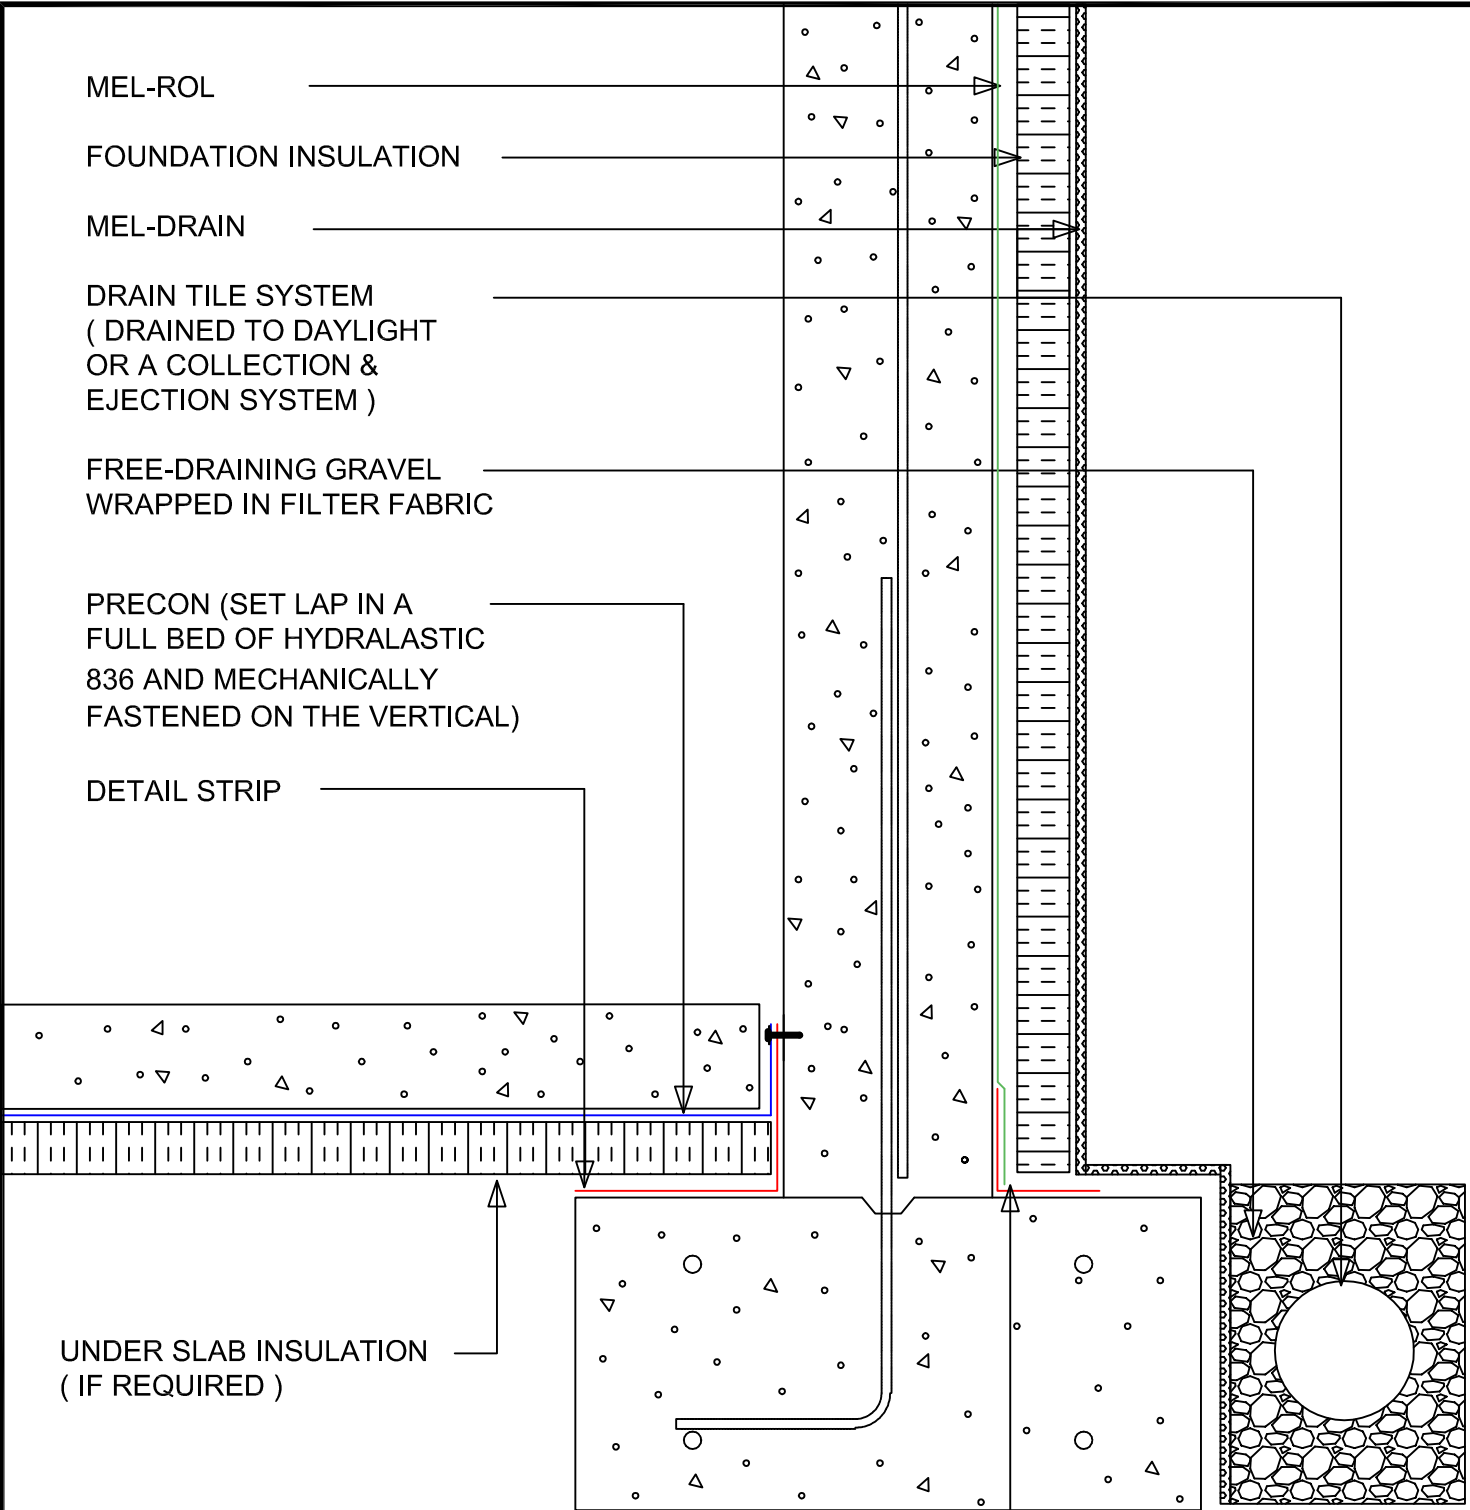 MEL-ROL
FOUNDATION INSULATION
MEL-DRAIN
DRAIN TILE SYSTEM
( DRAINED TO DAYLIGHT
OR A COLLECTION &
EJECTION SYSTEM )
FREE-DRAINING GRAVEL
WRAPPED IN FILTER FABRIC
PRECON (SET LAP IN A
FULL BED OF HYDRALASTIC
836 AND MECHANICALLY
FASTENED ON THE VERTICAL)
DETAIL STRIP
UNDER SLAB INSULATION
( IF REQUIRED )